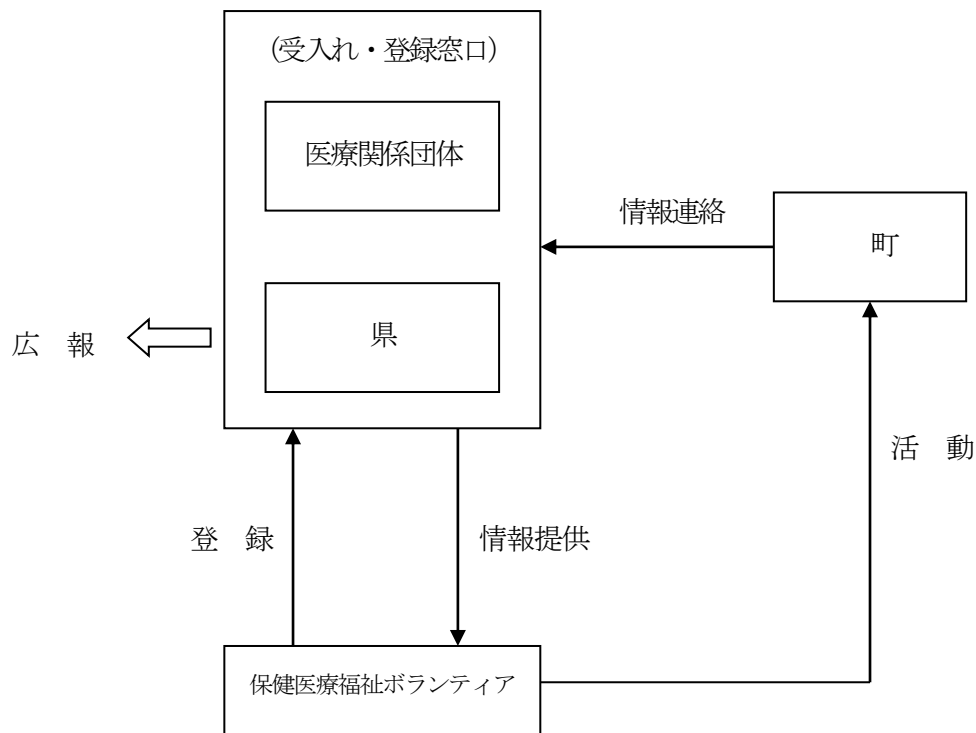 （受入れ・登録窓口）
医療関係団体
情報連絡
町
県
広　報
活　動
登　録
情報提供
保健医療福祉ボランティア